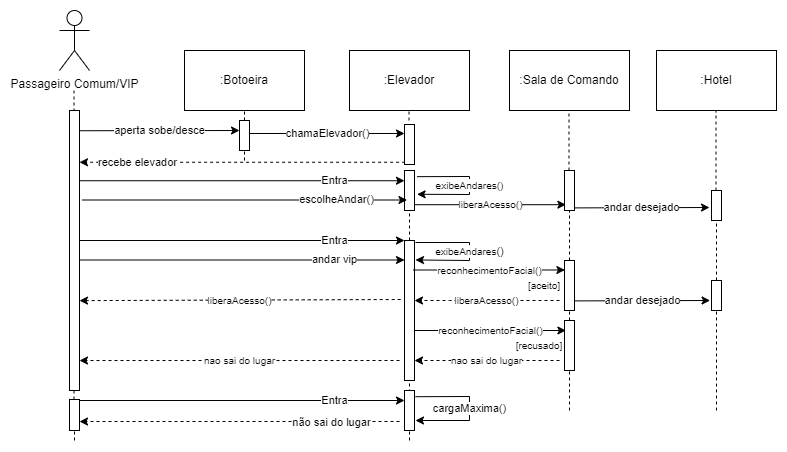 Passageiro Comum/VIP
:Botoeira
:Elevador
:Sala de Comando
:Hotel
aperta sobe/desce
chamaElevador()
recebe elevador
Entra
exibeAndares()
escolheAndar()
liberaAcesso()
andar desejado
Entra
exibeAndares()
andar vip
reconhecimentoFacial()
[aceito]
liberaAcesso()
liberaAcesso()
andar desejado
reconhecimentoFacial()
[recusado]
nao sai do lugar
nao sai do lugar
Entra
cargaMaxima()
não sai do lugar